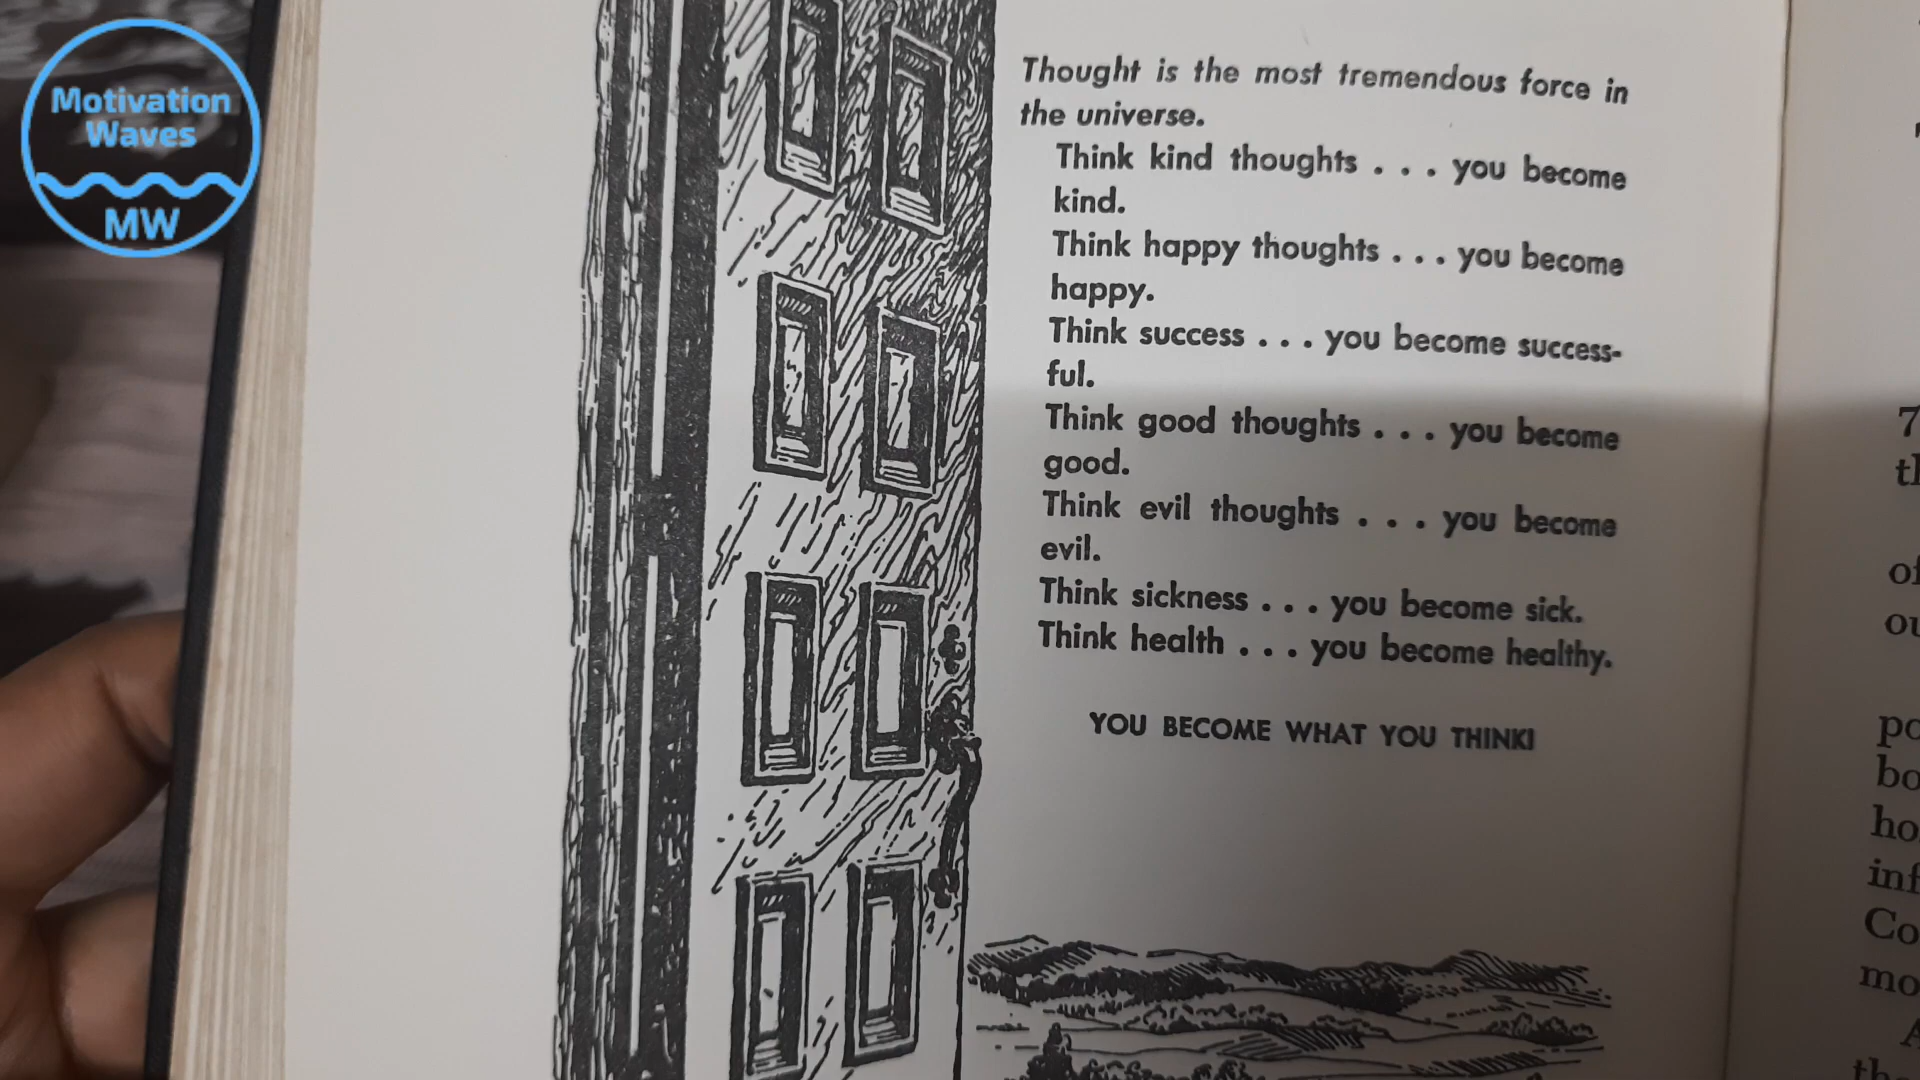 Motivation
Waves
MW
Thought is the most tremendous force in
the universe.
Think kind thoughts . . . you become
kind.
Think happy thoughts . . . you become
happy.
Think success . . . you become success-
ful.
Think good thoughts . . . you become
good.
Think evil thoughts . . . you become
evil.
Think sickness . . . you become sick.
Think health . . . you become healthy.
YOU BECOME WHAT YOU THINK!